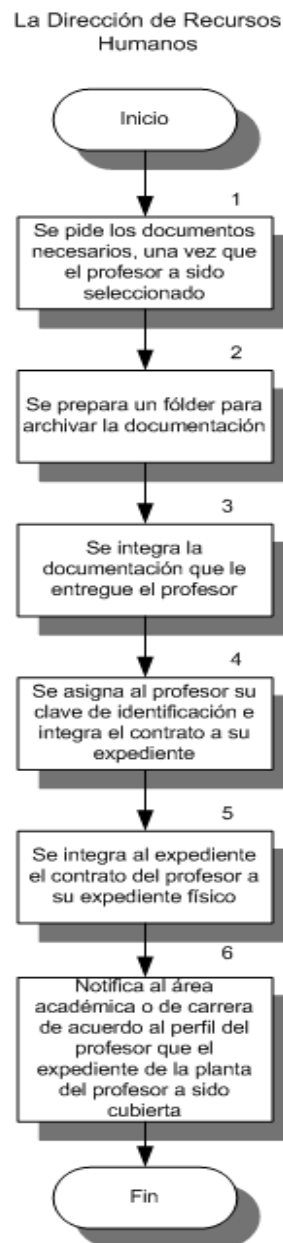 La Dirección de Recursos
Humanos
Inicio
1
Se pide los documentos
necesarios, una vez que
el profesor a sido
seleccionado
2
Se prepara un fólder para
archivar la documentación
3
Se integra la
documentación que le
entregue el profesor
4
Se asigna al profesor su
clave de identificación e
integra el contrato a su
expediente
5
Se integra al expediente
el contrato del profesor a
su expediente físico
6
Notifica al área
académica o de carrera
de acuerdo al perfil del
profesor que el
expediente de la planta
del profesor a sido
cubierta
Fin